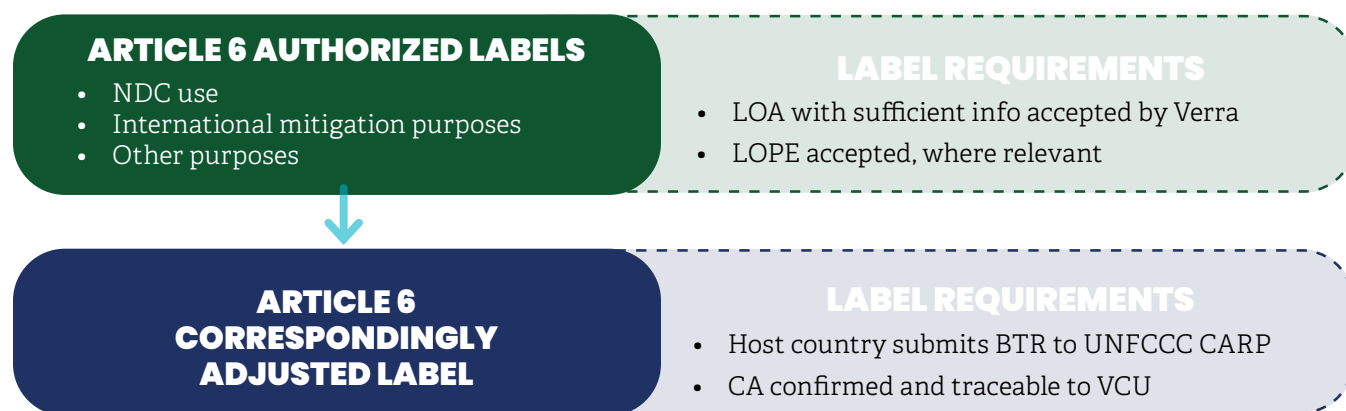 ARTICLE 6 AUTHORIZED LABELS
• NDC use
• International mitigation purposes
• Other purposes
LABEL REQUIREMENTS
• LOA with sufficient info accepted by Verra
• LOPE accepted, where relevant
ARTICLE 6
CORRESPONDINGLY
ADJUSTED LABEL
LABEL REQUIREMENTS
• Host country submits BTR to UNFCCC CARP
• CA confirmed and traceable to VCU